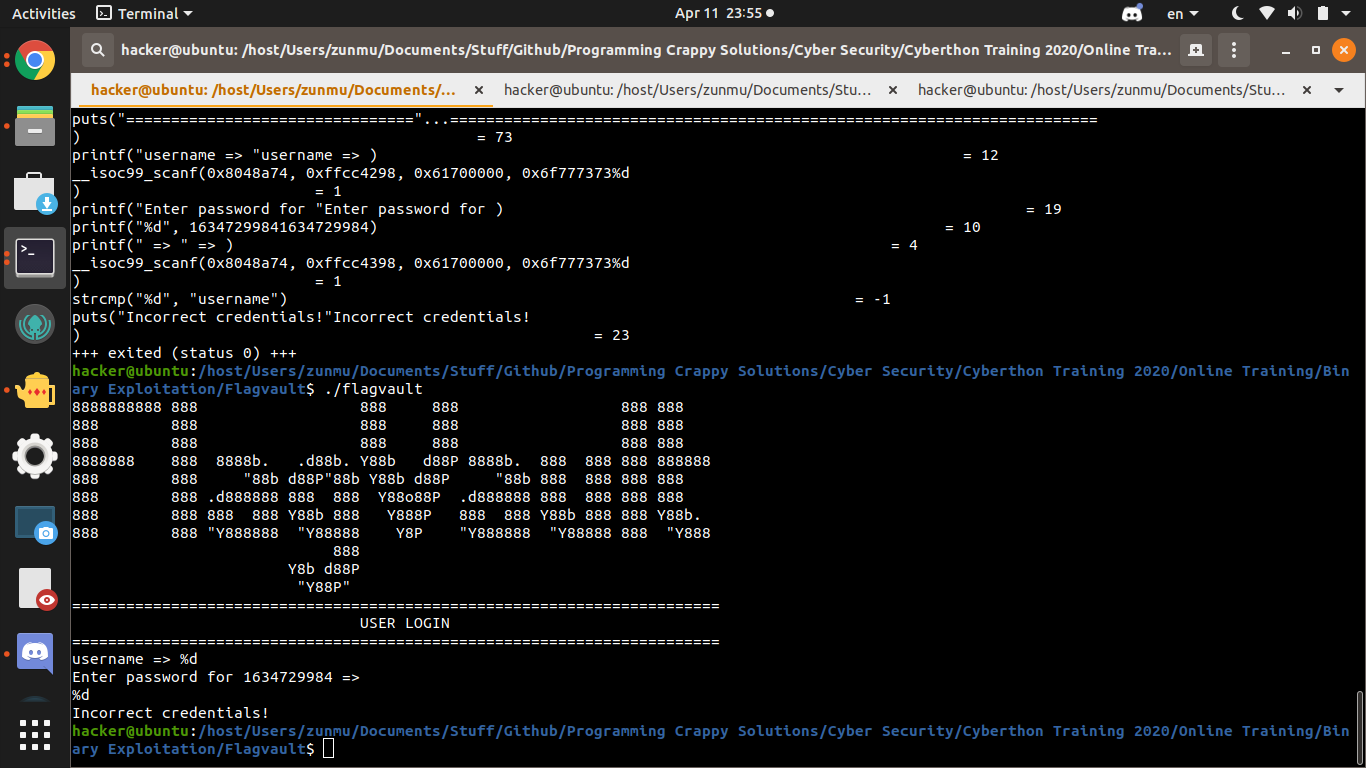 Activities Terminal Apr 11 23:55 en
hacker@ubuntu: /host/Users/zunmu/Documents/Stuff/Github/Programming Crappy Solutions/Cyber Security/Cyberthon Training 2020/Online Tra...
hacker@ubuntu: /host/Users/zunmu/Documents/... hacker@ubuntu: /host/Users/zunmu/Documents/Stu... hacker@ubuntu: /host/Users/zunmu/Documents/Stu...
puts("================================"...========================================================================
) = 73
printf("username => "username => ) = 12
__isoc99_scanf(0x8048a74, 0xffcc4298, 0x61700000, 0x6f777373%d
) = 1
printf("Enter password for "Enter password for ) = 19
printf("%d", 16347299841634729984) = 10
printf(" => " => ) = 4
__isoc99_scanf(0x8048a74, 0xffcc4398, 0x61700000, 0x6f777373%d
) = 1
strcmp("%d", "username") = -1
puts("Incorrect credentials!"Incorrect credentials!
) = 23
+++ exited (status 0) +++
hacker@ubuntu:/host/Users/zunmu/Documents/Stuff/Github/Programming Crappy Solutions/Cyber Security/Cyberthon Training 2020/Online Training/Bin
ary Exploitation/Flagvault$ ./flagvault
8888888888 888                  888     888                  888 888
888        888                  888     888                  888 888
888        888                  888     888                  888 888
8888888    888  8888b.   .d88b. Y88b   d88P 8888b.  888  888 888 888888
888        888     "88b d88P"88b Y88b d88P     "88b 888  888 888 888
888        888 .d888888 888  888  Y88o88P  .d888888 888  888 888 888
888        888 888  888 Y88b 888   Y888P   888  888 Y88b 888 888 Y88b.
888        888 "Y888888  "Y88888    Y8P    "Y888888  "Y88888 888  "Y888
                             888
                        Y8b d88P
                         "Y88P"
========================================================================
USER LOGIN
========================================================================
username => %d
Enter password for 1634729984 =>
%d
Incorrect credentials!
hacker@ubuntu:/host/Users/zunmu/Documents/Stuff/Github/Programming Crappy Solutions/Cyber Security/Cyberthon Training 2020/Online Training/Bin
ary Exploitation/Flagvault$